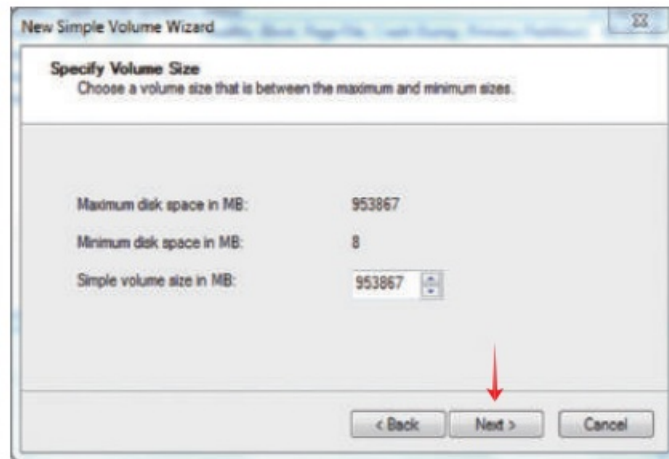 New Simple Volume Wizard
Specify Volume Size
Choose a volume size that is between the maximum and minimum sizes.
Maximum disk space in MB: 953867
Minimum disk space in MB: 8
Simple volume size in MB: 953867
< Back Next > Cancel